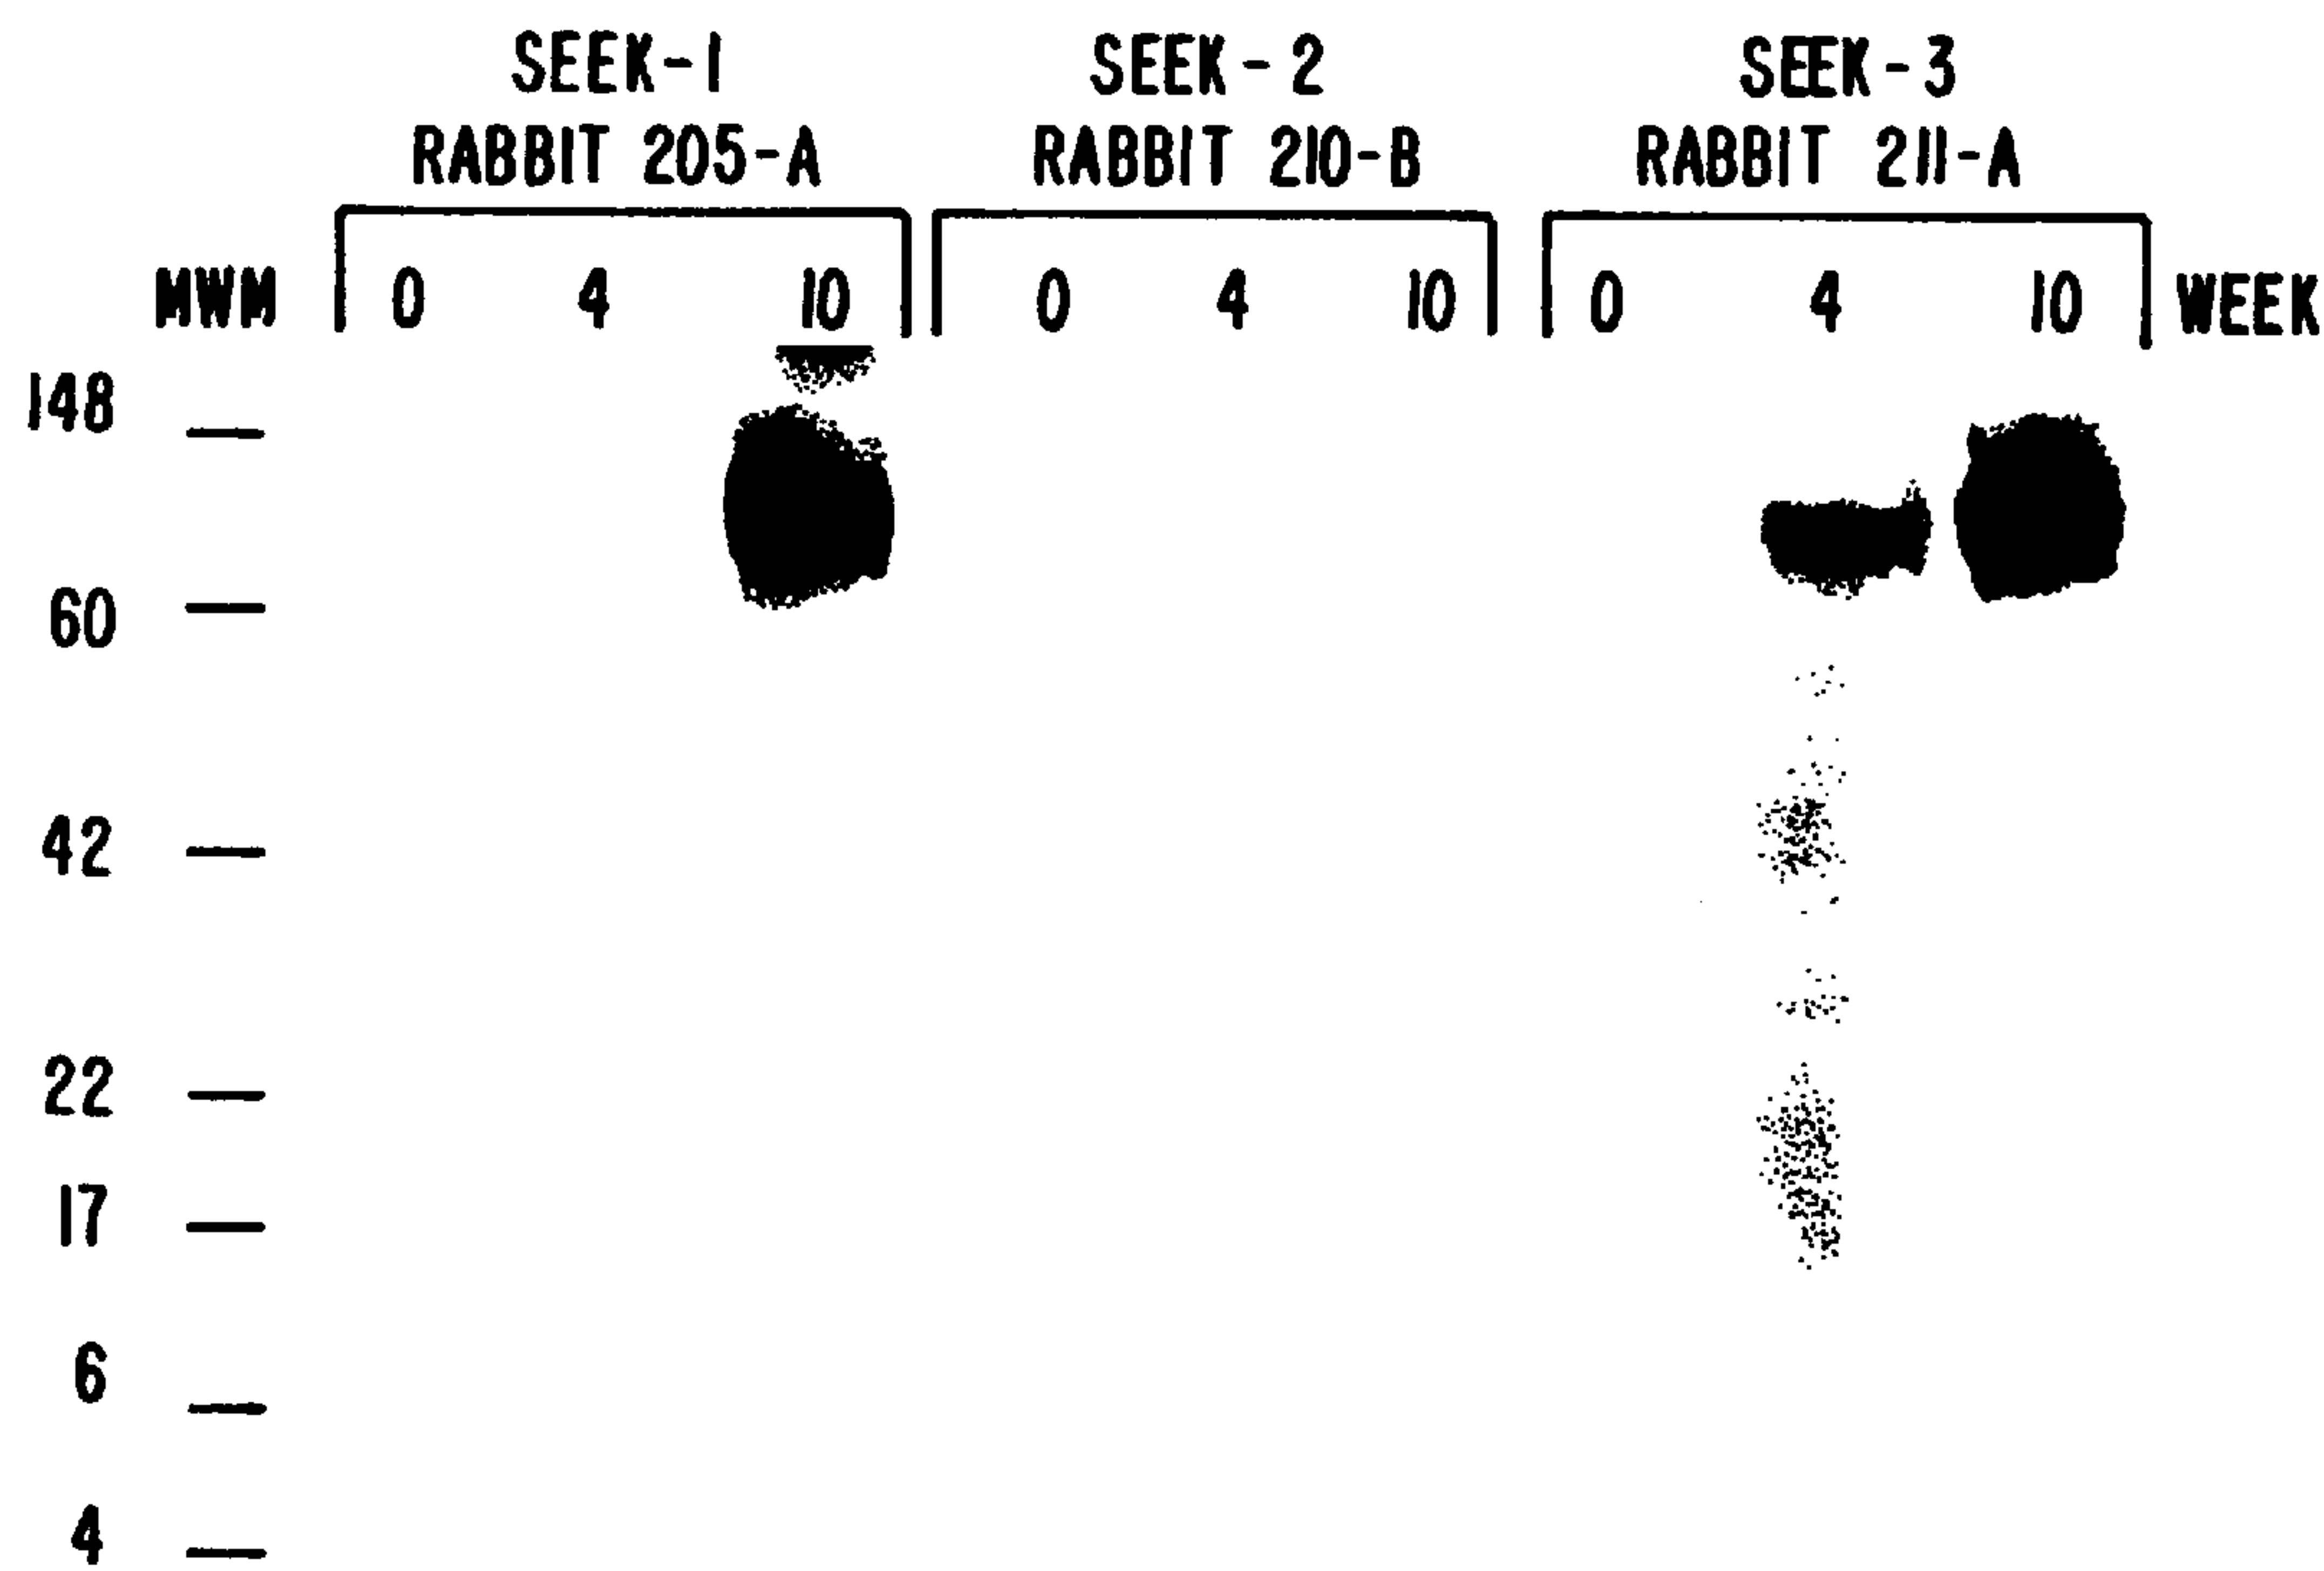 SEEK-1 SEEK-2 SEEK-3
RABBIT 205-A RABBIT 210-B RABBIT 211-A
MWM 0 4 10 0 4 10 0 4 10 WEEK
148
60
42
22
17
6
4